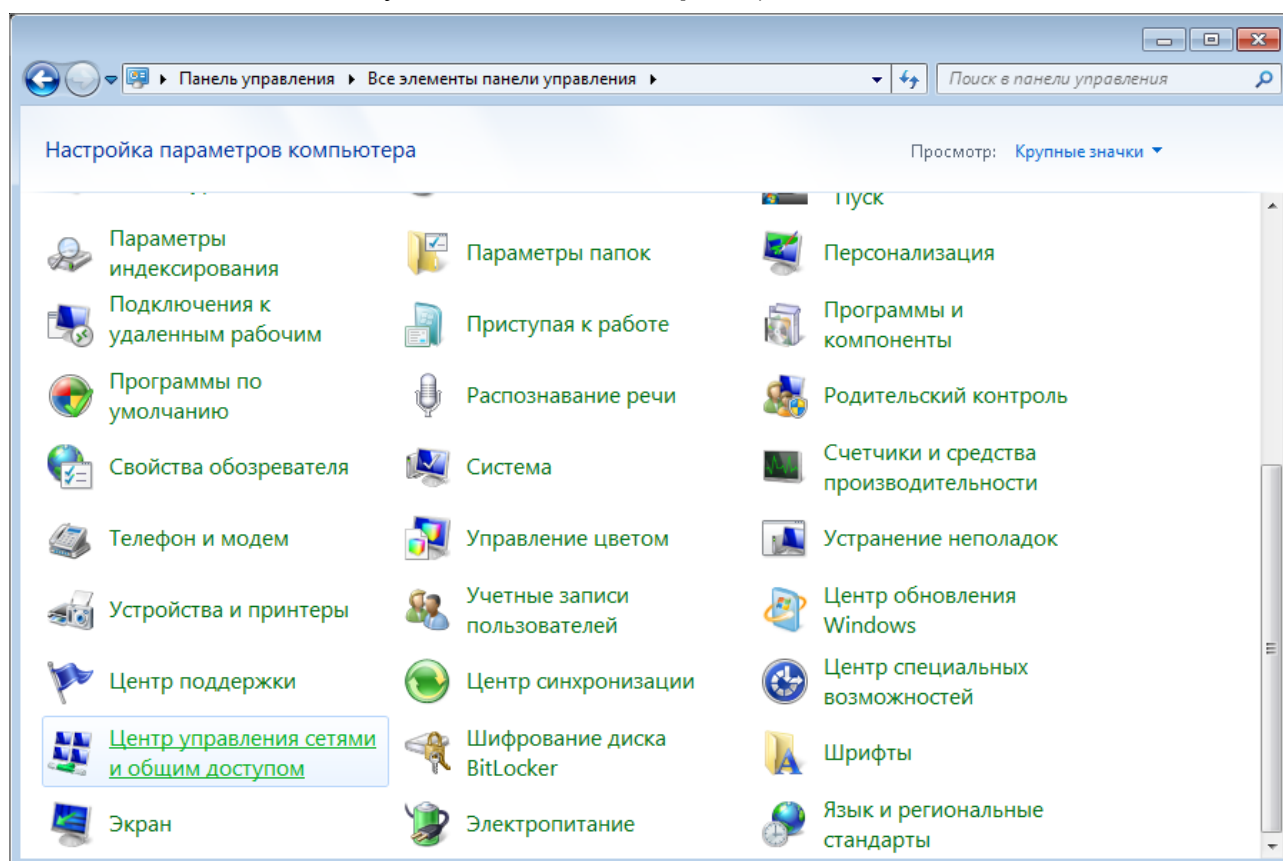 Панель управления ▸ Все элементы панели управления ▸
Поиск в панели управления
Настройка параметров компьютера
Просмотр: Крупные значки
Пуск
Параметры
индексирования
Параметры папок
Персонализация
Подключения к
удаленным рабочим
Приступая к работе
Программы и
компоненты
Программы по
умолчанию
Распознавание речи
Родительский контроль
Свойства обозревателя
Система
Счетчики и средства
производительности
Телефон и модем
Управление цветом
Устранение неполадок
Устройства и принтеры
Учетные записи
пользователей
Центр обновления
Windows
Центр поддержки
Центр синхронизации
Центр специальных
возможностей
Центр управления сетями
и общим доступом
Шифрование диска
BitLocker
Шрифты
Экран
Электропитание
Язык и региональные
стандарты